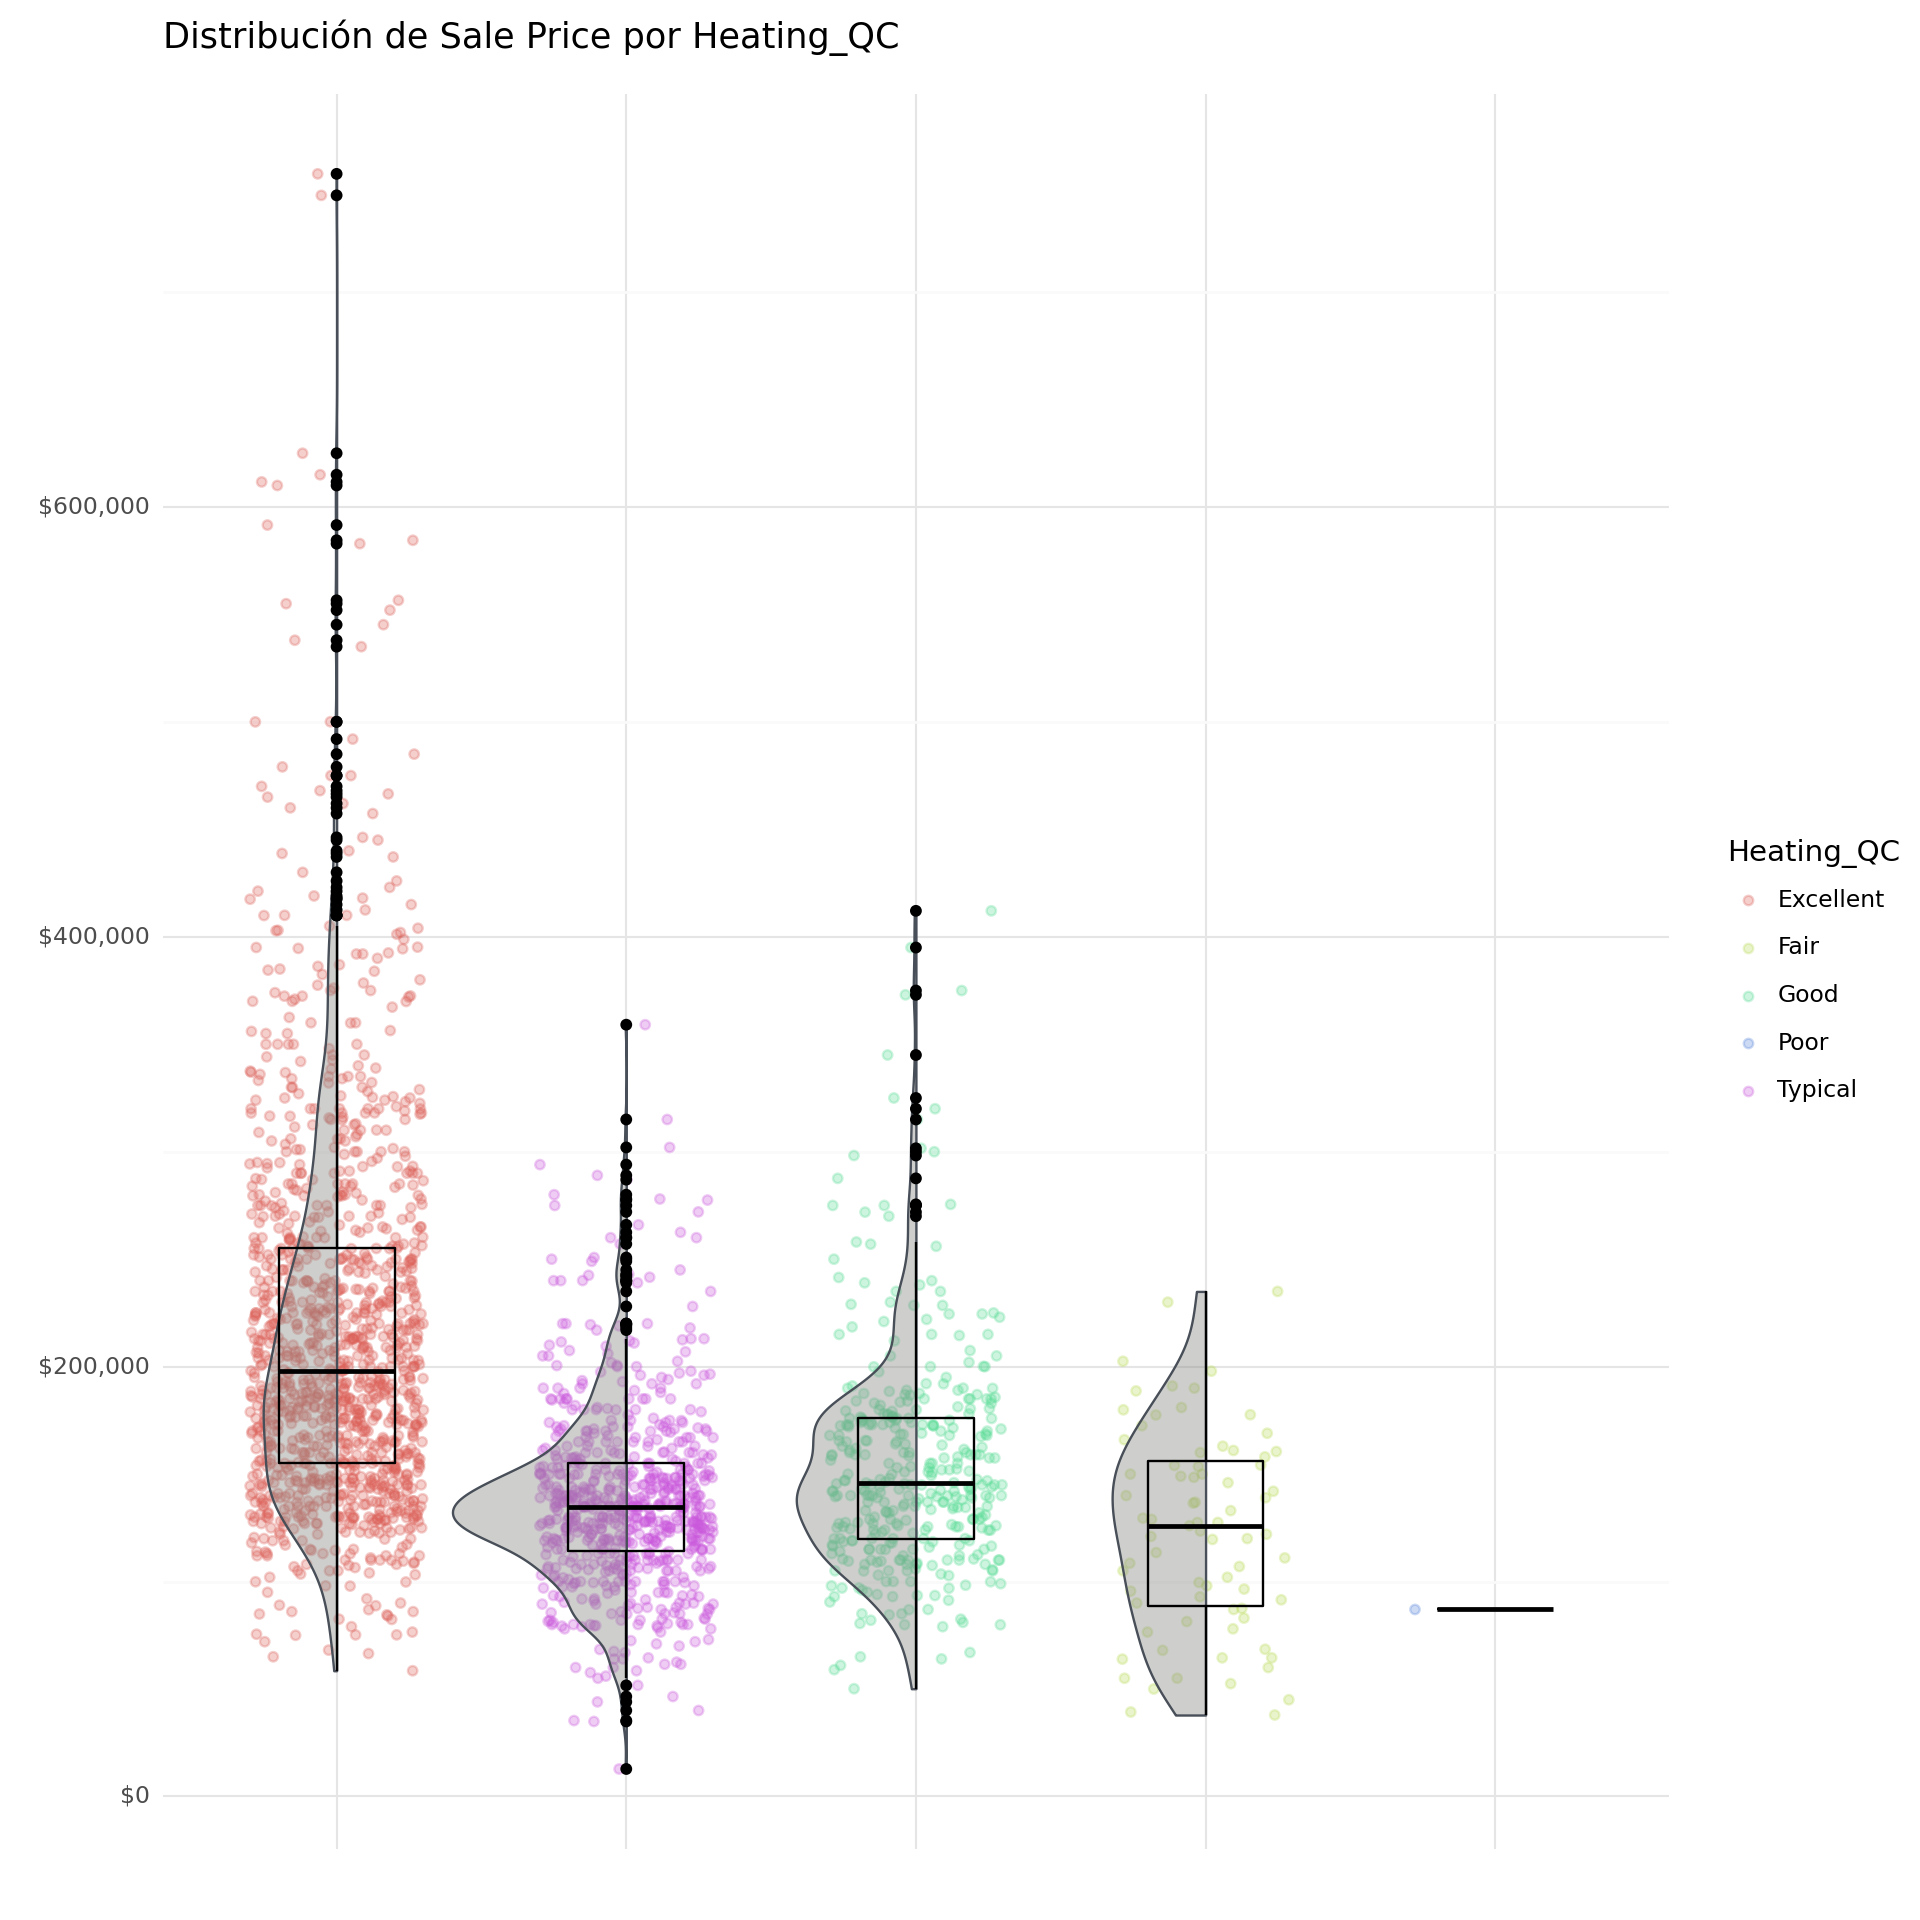 Distribución de Sale Price por Heating_QC
$600,000
$400,000
$200,000
$0
Heating_QC
Excellent
Fair
Good
Poor
Typical